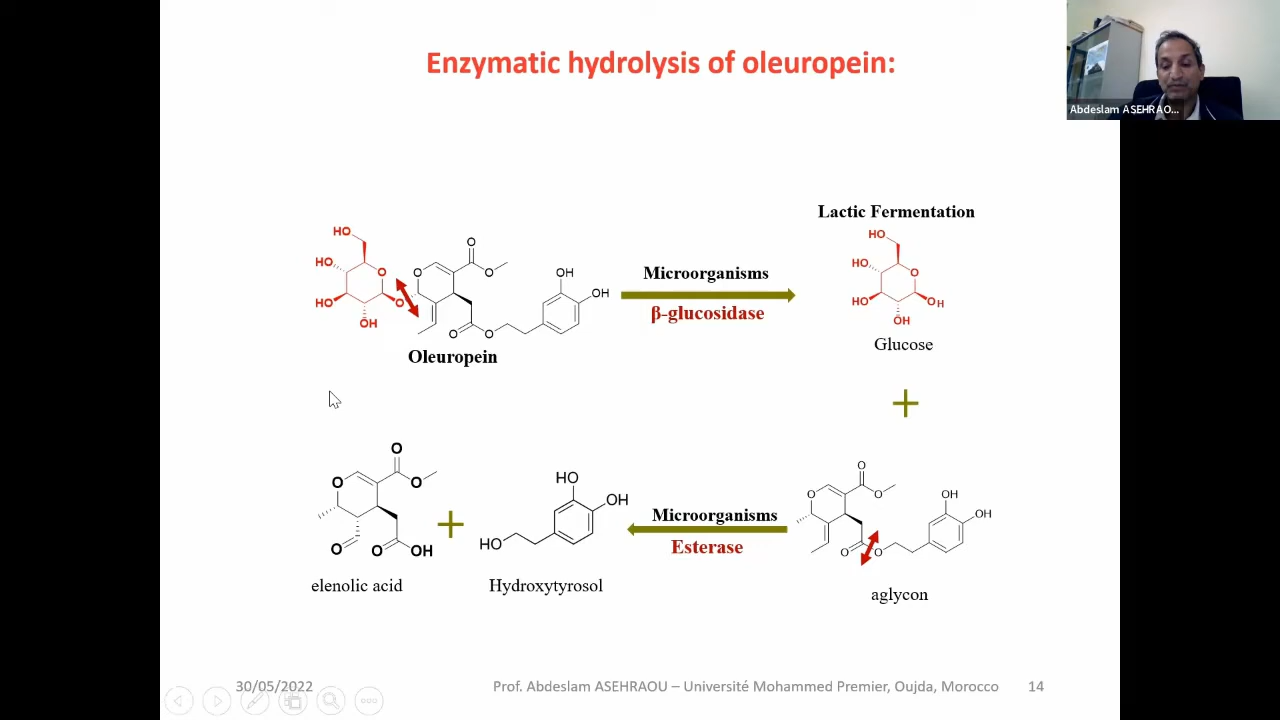 Enzymatic hydrolysis of oleuropein:
Abdeslam ASEHRAO...
Lactic Fermentation
HO
HO
HO
OH
O
O
O
O
O
O
O
OH
OH
Oleuropein
Microorganisms
β-glucosidase
HO
HO
HO
OH
O
OH
Glucose
+
O
O
O
O
O
OH
elenolic acid
+
HO
OH
HO
Hydroxytyrosol
Microorganisms
Esterase
O
O
O
O
O
OH
OH
aglycon
30/05/2022
Prof. Abdeslam ASEHRAOU – Université Mohammed Premier, Oujda, Morocco
14